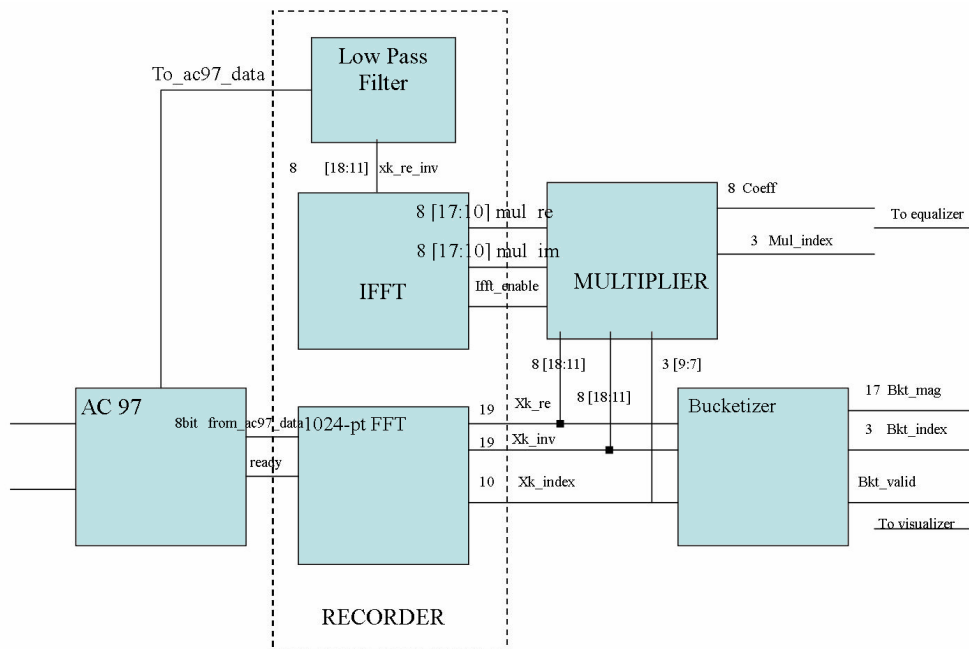 Low Pass
Filter
To_ac97_data
8 [18:11] xk_re_inv
8 [17:10] mul_re
8 [17:10] mul_im
Ifft_enable
IFFT
MULTIPLIER
8 Coeff
To equalizer
3 Mul_index
8 [18:11]
3 [9:7]
8 [18:11]
AC 97
8bit from_ac97_data
ready
1024-pt FFT
19 Xk_re
19 Xk_inv
10 Xk_index
Bucketizer
17 Bkt_mag
3 Bkt_index
Bkt_valid
To visualizer
RECORDER